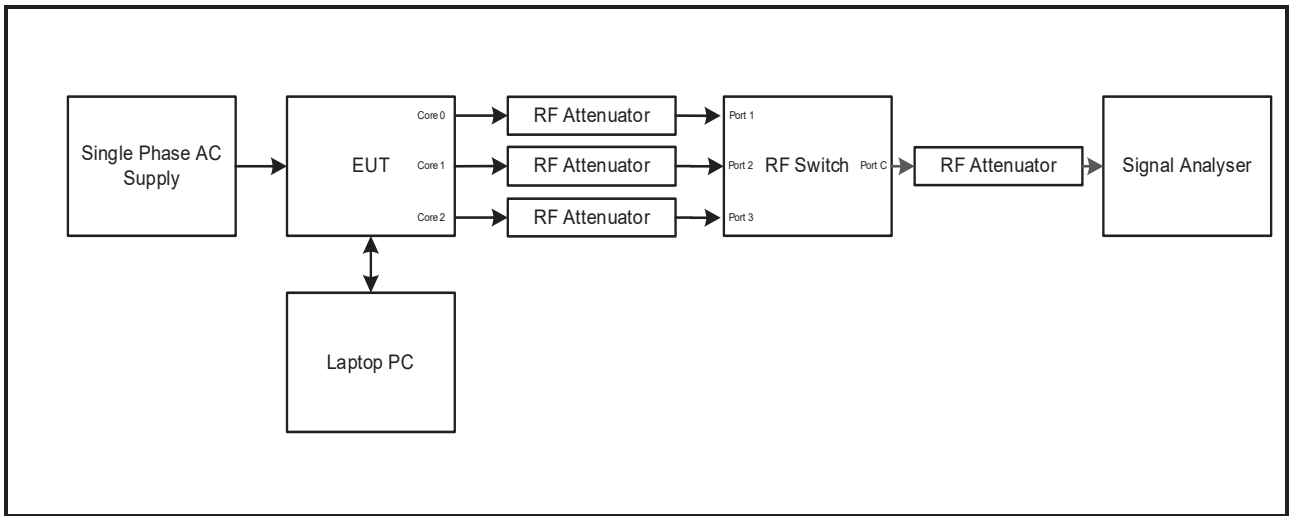 Single Phase AC
Supply
EUT
Core 0
Core 1
Core 2
RF Attenuator
RF Attenuator
RF Attenuator
Port 1
Port 2
Port 3
RF Switch
Port C
RF Attenuator
Signal Analyser
Laptop PC